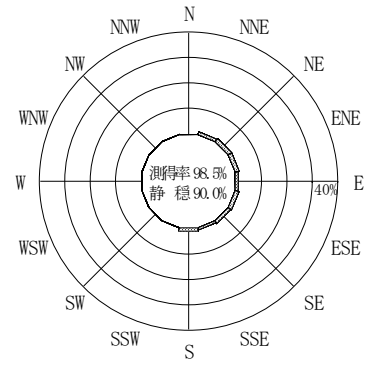 N
NNW NNE
NW NE
WNW ENE
測得率 98.5%
W 40% E
静 穏 90.0%
WSW ESE
SW SE
SSW SSE
S